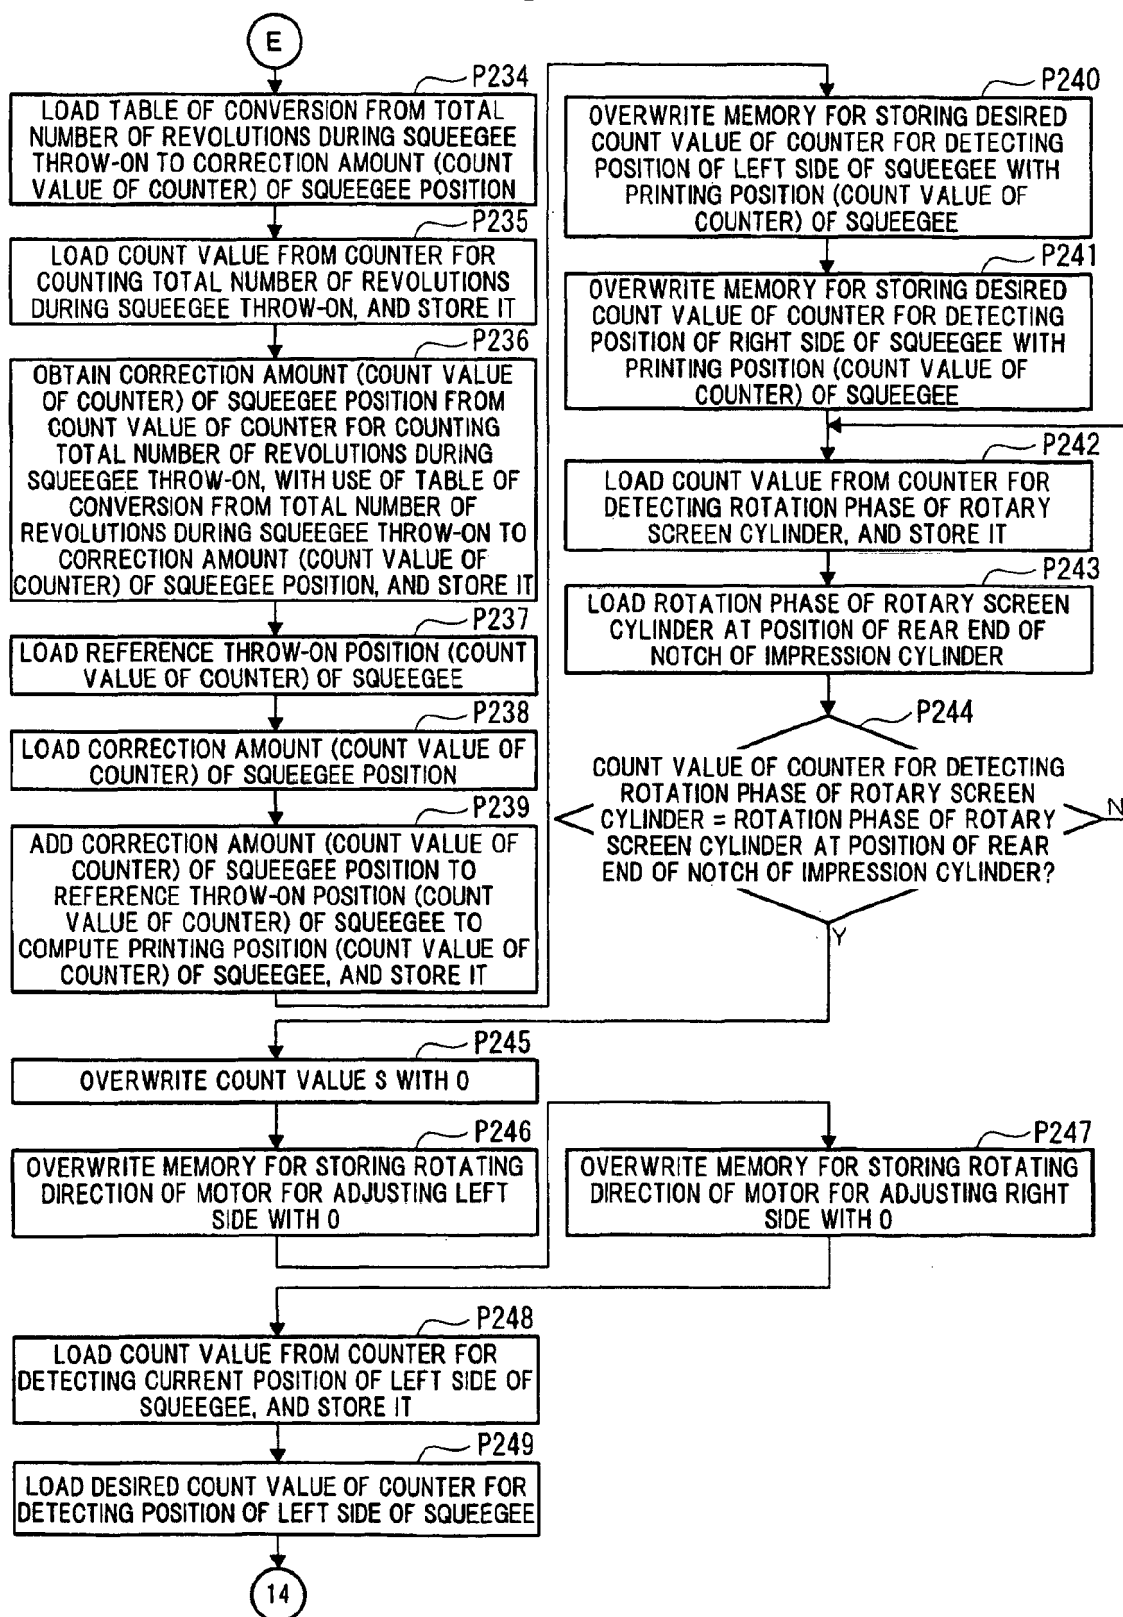 E
P234
LOAD TABLE OF CONVERSION FROM TOTAL
NUMBER OF REVOLUTIONS DURING SQUEEGEE
THROW-ON TO CORRECTION AMOUNT (COUNT
VALUE OF COUNTER) OF SQUEEGEE POSITION
P235
LOAD COUNT VALUE FROM COUNTER FOR
COUNTING TOTAL NUMBER OF REVOLUTIONS
DURING SQUEEGEE THROW-ON, AND STORE IT
P236
OBTAIN CORRECTION AMOUNT (COUNT VALUE
OF COUNTER) OF SQUEEGEE POSITION FROM
COUNT VALUE OF COUNTER FOR COUNTING
TOTAL NUMBER OF REVOLUTIONS DURING
SQUEEGEE THROW-ON, WITH USE OF TABLE OF
CONVERSION FROM TOTAL NUMBER OF
REVOLUTIONS DURING SQUEEGEE THROW-ON TO
CORRECTION AMOUNT (COUNT VALUE OF
COUNTER) OF SQUEEGEE POSITION, AND STORE IT
P237
LOAD REFERENCE THROW-ON POSITION (COUNT
VALUE OF COUNTER) OF SQUEEGEE
P238
LOAD CORRECTION AMOUNT (COUNT VALUE OF
COUNTER) OF SQUEEGEE POSITION
P239
ADD CORRECTION AMOUNT (COUNT VALUE OF
COUNTER) OF SQUEEGEE POSITION TO
REFERENCE THROW-ON POSITION (COUNT
VALUE OF COUNTER) OF SQUEEGEE TO
COMPUTE PRINTING POSITION (COUNT VALUE OF
COUNTER) OF SQUEEGEE, AND STORE IT
P240
OVERWRITE MEMORY FOR STORING DESIRED
COUNT VALUE OF COUNTER FOR DETECTING
POSITION OF LEFT SIDE OF SQUEEGEE WITH
PRINTING POSITION (COUNT VALUE OF
COUNTER) OF SQUEEGEE
P241
OVERWRITE MEMORY FOR STORING DESIRED
COUNT VALUE OF COUNTER FOR DETECTING
POSITION OF RIGHT SIDE OF SQUEEGEE WITH
PRINTING POSITION (COUNT VALUE OF
COUNTER) OF SQUEEGEE
P242
LOAD COUNT VALUE FROM COUNTER FOR
DETECTING ROTATION PHASE OF ROTARY
SCREEN CYLINDER, AND STORE IT
P243
LOAD ROTATION PHASE OF ROTARY SCREEN
CYLINDER AT POSITION OF REAR END OF
NOTCH OF IMPRESSION CYLINDER
P244
COUNT VALUE OF COUNTER FOR DETECTING
ROTATION PHASE OF ROTARY SCREEN
CYLINDER = ROTATION PHASE OF ROTARY
SCREEN CYLINDER AT POSITION OF REAR
END OF NOTCH OF IMPRESSION CYLINDER?
N
Y
P245
OVERWRITE COUNT VALUE S WITH 0
P246
OVERWRITE MEMORY FOR STORING ROTATING
DIRECTION OF MOTOR FOR ADJUSTING LEFT
SIDE WITH 0
P247
OVERWRITE MEMORY FOR STORING ROTATING
DIRECTION OF MOTOR FOR ADJUSTING RIGHT
SIDE WITH 0
P248
LOAD COUNT VALUE FROM COUNTER FOR
DETECTING CURRENT POSITION OF LEFT SIDE OF
SQUEEGEE, AND STORE IT
P249
LOAD DESIRED COUNT VALUE OF COUNTER FOR
DETECTING POSITION OF LEFT SIDE OF SQUEEGEE
14